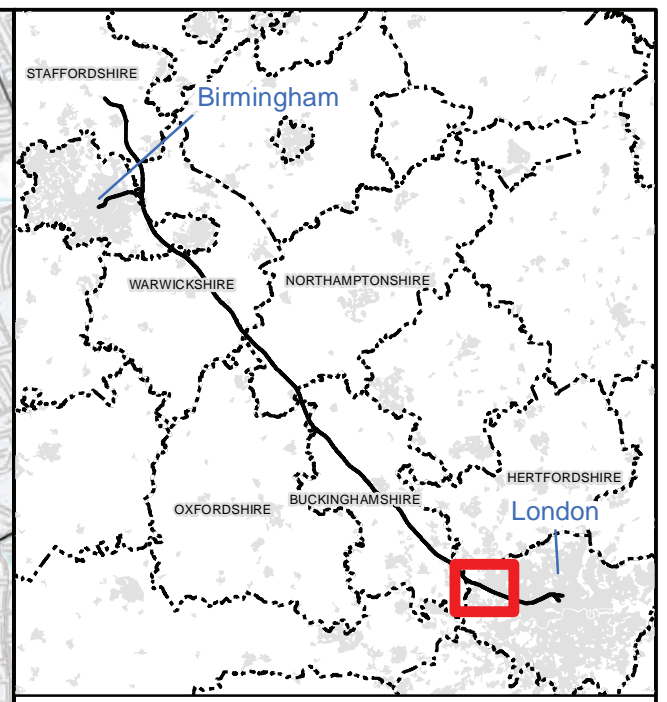 STAFFORDSHIRE
Birmingham
WARWICKSHIRE
NORTHAMPTONSHIRE
HERTFORDSHIRE
BUCKINGHAMSHIRE
OXFORDSHIRE
London